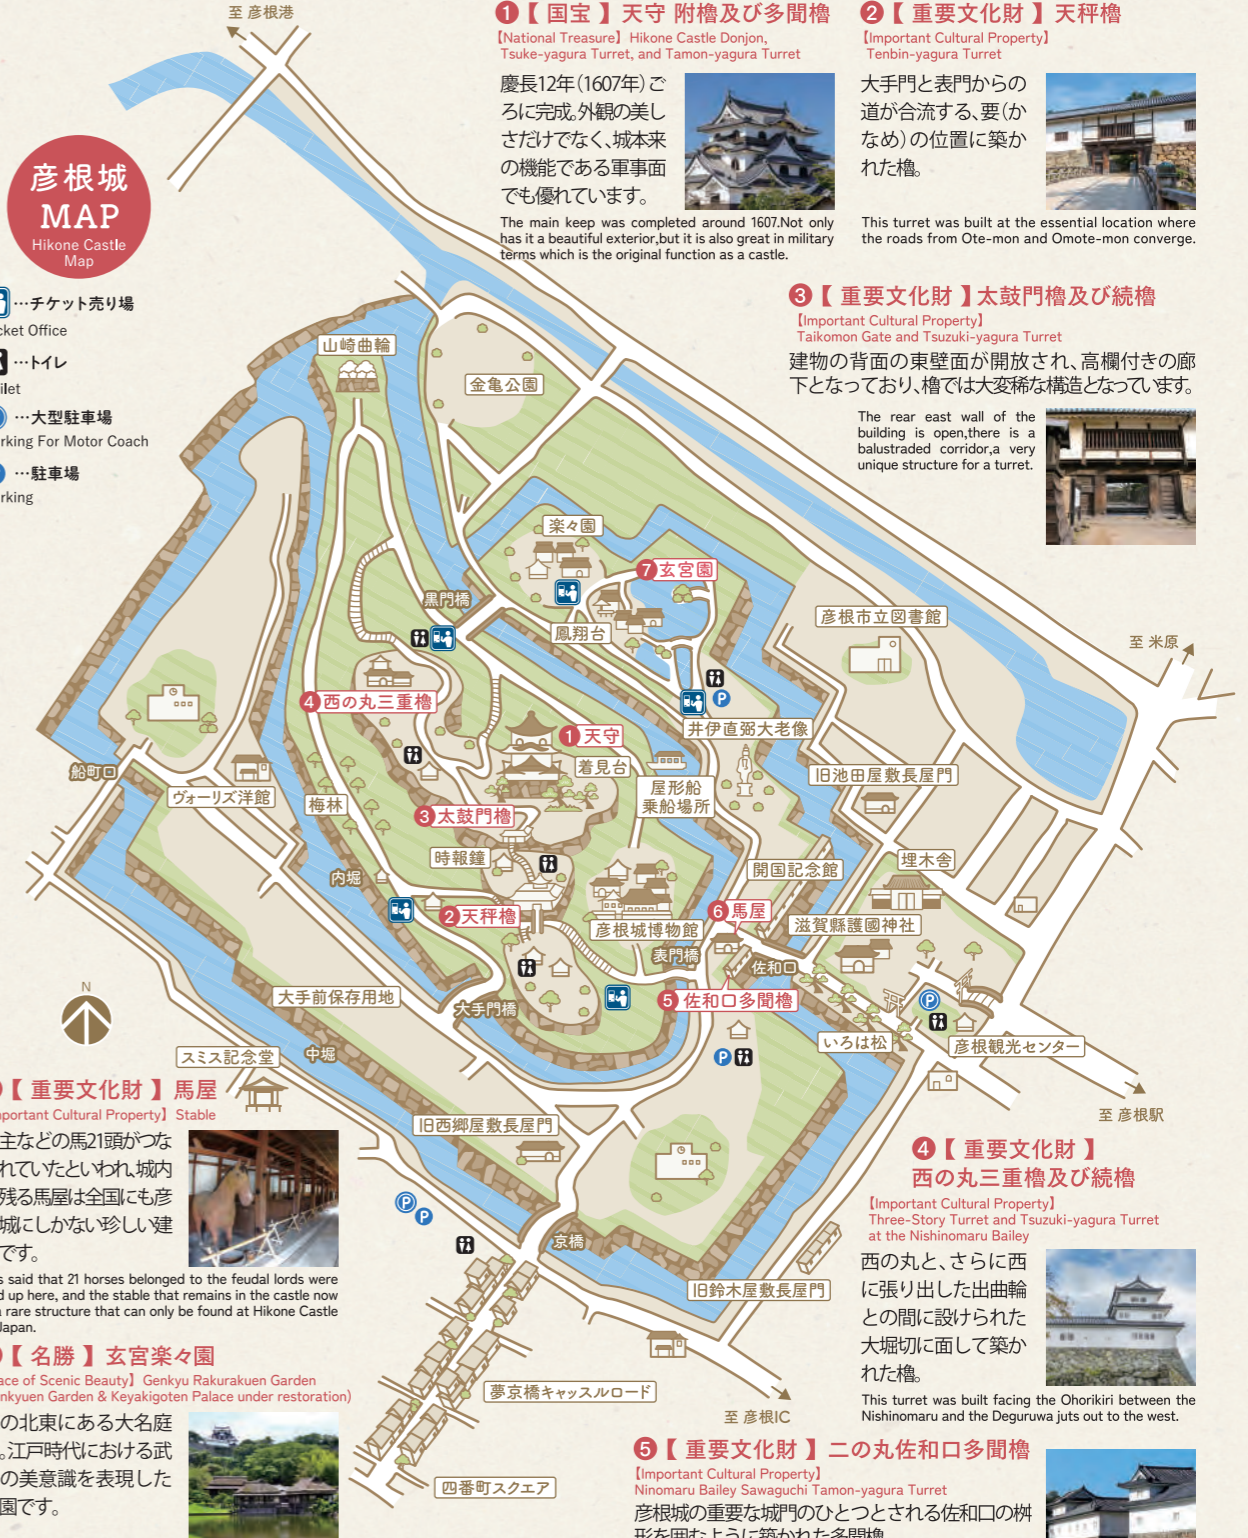 至 彦根港
彦根城
MAP
Hikone Castle
Map
…チケット売り場
cket Office
…トイレ
ilet
…大型駐車場
rking For Motor Coach
…駐車場
rking
❶【 国宝 】天守 附櫓及び多聞櫓
【National Treasure】Hikone Castle Donjon,
Tsuke-yagura Turret, and Tamon-yagura Turret
慶長12年(1607年)ご
ろに完成。外観の美し
さだけでなく、城本来
の機能である軍事面
でも優れています。
The main keep was completed around 1607.Not only
has it a beautiful exterior,but it is also great in military
terms which is the original function as a castle.
❷【 重要文化財 】天秤櫓
【Important Cultural Property】
Tenbin-yagura Turret
大手門と表門からの
道が合流する、要(か
なめ)の位置に築か
れた櫓。
This turret was built at the essential location where
the roads from Ote-mon and Omote-mon converge.
❸【 重要文化財 】太鼓門櫓及び続櫓
【Important Cultural Property】
Taikomon Gate and Tsuzuki-yagura Turret
建物の背面の東壁面が開放され、高欄付きの廊
下となっており、櫓では大変稀な構造となっています。
The rear east wall of the
building is open,there is a
balustraded corridor,a very
unique structure for a turret.
山崎曲輪
金亀公園
楽々園
❼玄宮園
黒門橋
鳳翔台
彦根市立図書館
至 米原
❹西の丸三重櫓
❶天守
着見台
井伊直弼大老像
屋形船
乗船場所
旧池田屋敷長屋門
船町口
ヴォーリズ洋館
梅林
❸太鼓門櫓
時報鐘
内堀
開国記念館
埋木舎
❷天秤櫓
彦根城博物館
❻馬屋
滋賀縣護國神社
表門橋
佐和口
大手前保存用地
大手門橋
❺佐和口多聞櫓
P
N
いろは松
彦根観光センター
P
スミス記念堂
中堀
至 彦根駅
旧西郷屋敷長屋門
P
P
P
京橋
旧鈴木屋敷長屋門
夢京橋キャッスルロード
至 彦根IC
四番町スクエア
【 重要文化財 】馬屋
portant Cultural Property】Stable
主などの馬21頭がつな
れていたといわれ、城内
残る馬屋は全国にも彦
城にしかない珍しい建
です。
s said that 21 horses belonged to the feudal lords were
d up here, and the stable that remains in the castle now
a rare structure that can only be found at Hikone Castle
Japan.
【 名勝 】玄宮楽々園
ace of Scenic Beauty】Genkyu Rakurakuen Garden
nkyuen Garden & Keyakigoten Palace under restoration)
の北東にある大名庭
。江戸時代における武
の美意識を表現した
園です。
❹【 重要文化財 】
西の丸三重櫓及び続櫓
【Important Cultural Property】
Three-Story Turret and Tsuzuki-yagura Turret
at the Nishinomaru Bailey
西の丸と、さらに西
に張り出した出曲輪
との間に設けられた
大堀切に面して築か
れた櫓。
This turret was built facing the Ohorikiri between the
Nishinomaru and the Deguruwa juts out to the west.
❺【 重要文化財 】二の丸佐和口多聞櫓
【Important Cultural Property】
Ninomaru Bailey Sawaguchi Tamon-yagura Turret
彦根城の重要な城門のひとつとされる佐和口の桝
形を囲むように築かれた多聞櫓